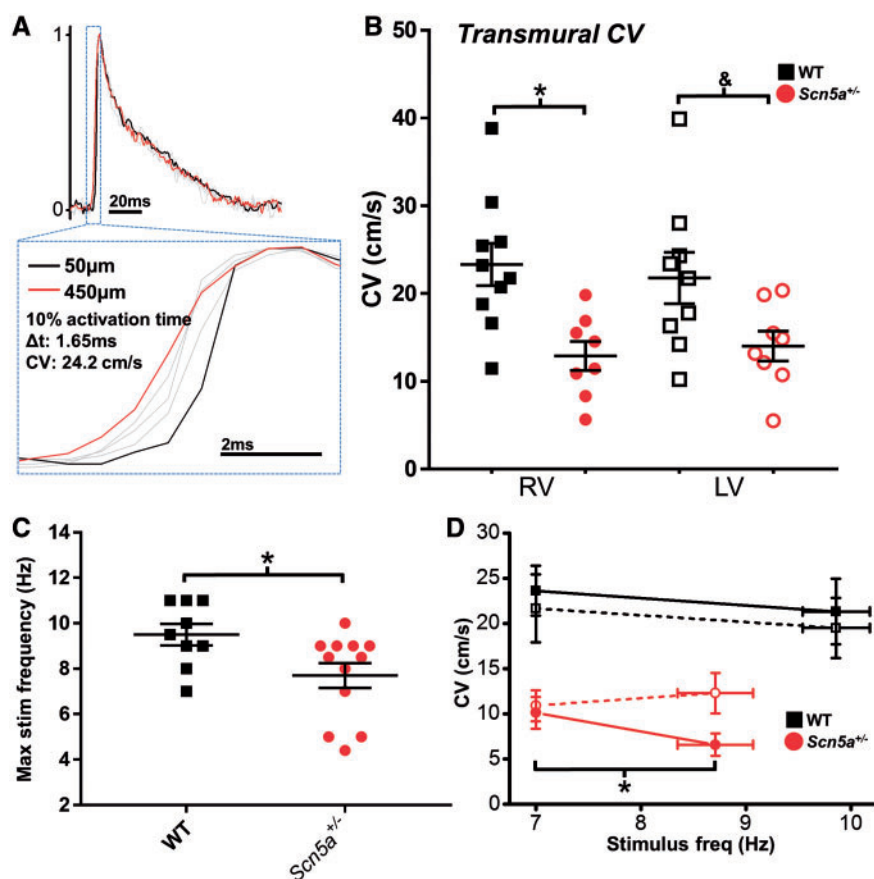 A
1
0
20ms
50µm
450µm
10% activation time
Δt: 1.65ms
CV: 24.2 cm/s
2ms
B
Transmural CV
WT
Scn5a+/-
*
&
CV (cm/s)
50
40
30
20
10
0
RV
LV
C
Max stim frequency (Hz)
14
12
10
8
6
4
2
*
WT
Scn5a+/-
D
CV (cm/s)
30
25
20
15
10
5
0
WT
Scn5a+/-
*
7
8
9
10
Stimulus freq (Hz)